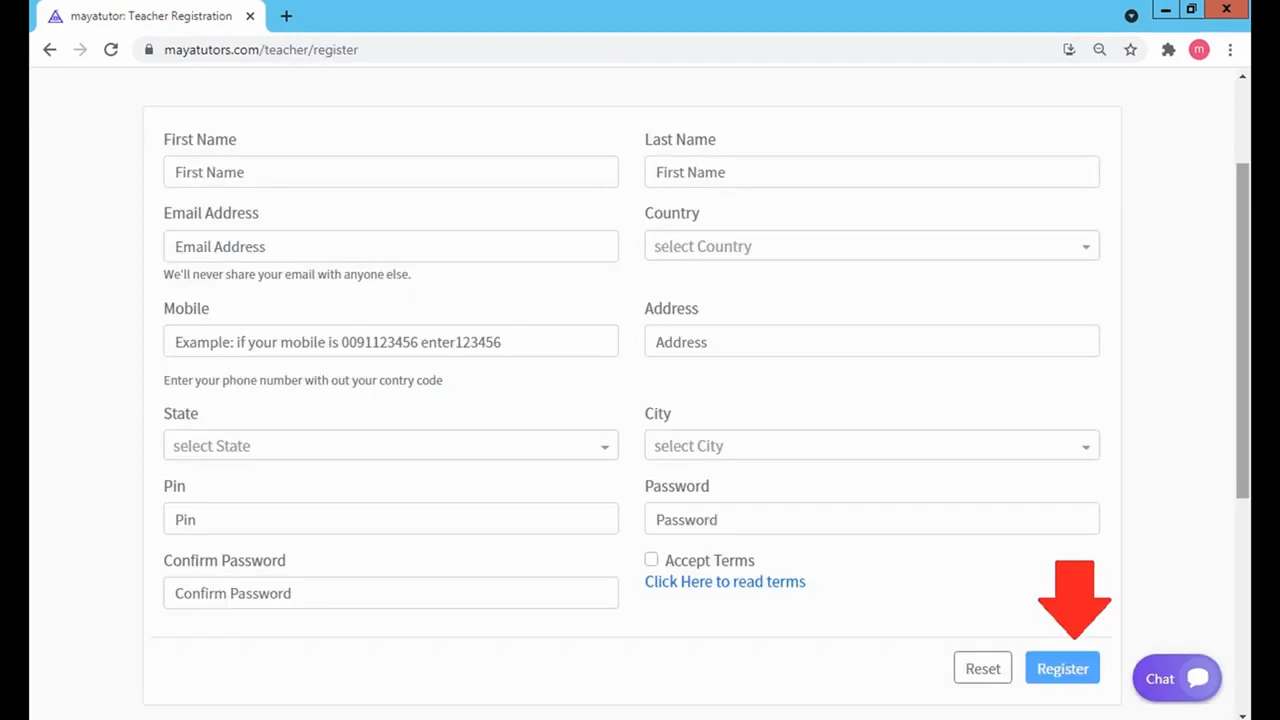 mayatutor: Teacher Registration
mayatutors.com/teacher/register
m
First Name
Last Name
First Name
First Name
Email Address
Country
Email Address
select Country
We'll never share your email with anyone else.
Mobile
Address
Example: if your mobile is 0091123456 enter123456
Address
Enter your phone number with out your contry code
State
City
select State
select City
Pin
Password
Pin
Password
Confirm Password
Accept Terms
Click Here to read terms
Confirm Password
Reset
Register
Chat